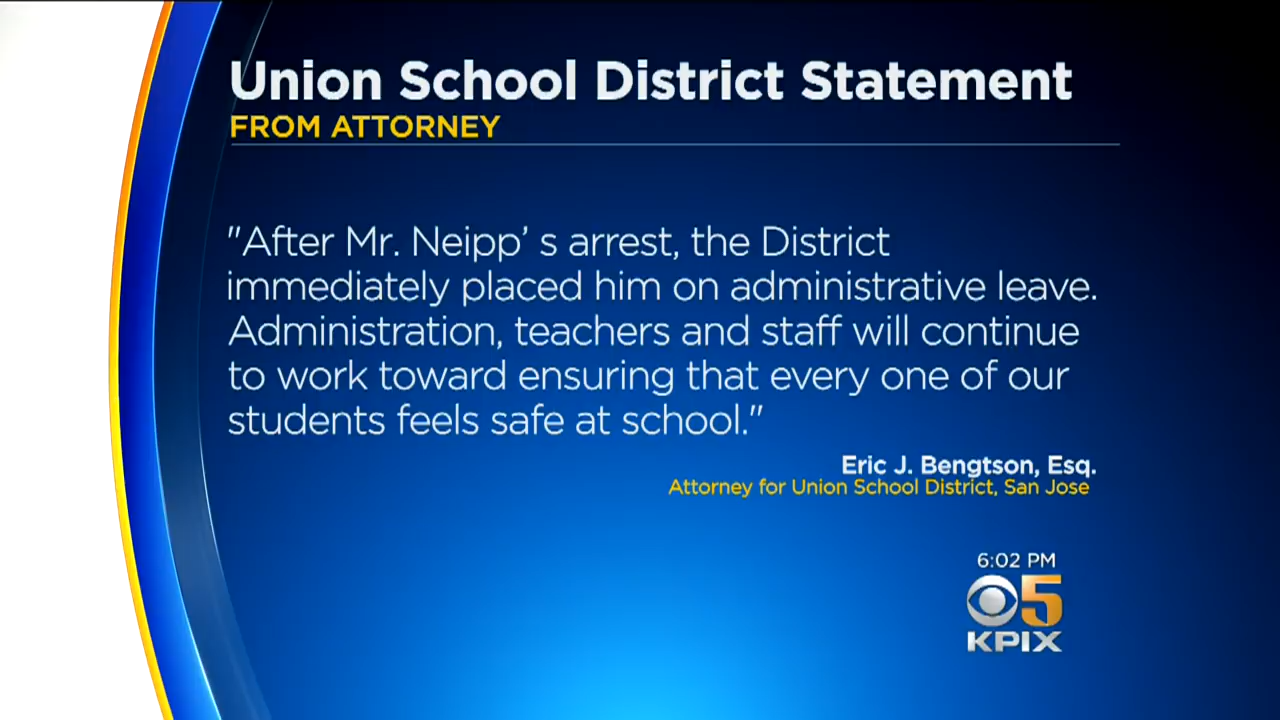 Union School District Statement
FROM ATTORNEY
"After Mr. Neipp’ s arrest, the District
immediately placed him on administrative leave.
Administration, teachers and staff will continue
to work toward ensuring that every one of our
students feels safe at school."
Eric J. Bengtson, Esq.
Attorney for Union School District, San Jose
6:02 PM
5
KPIX